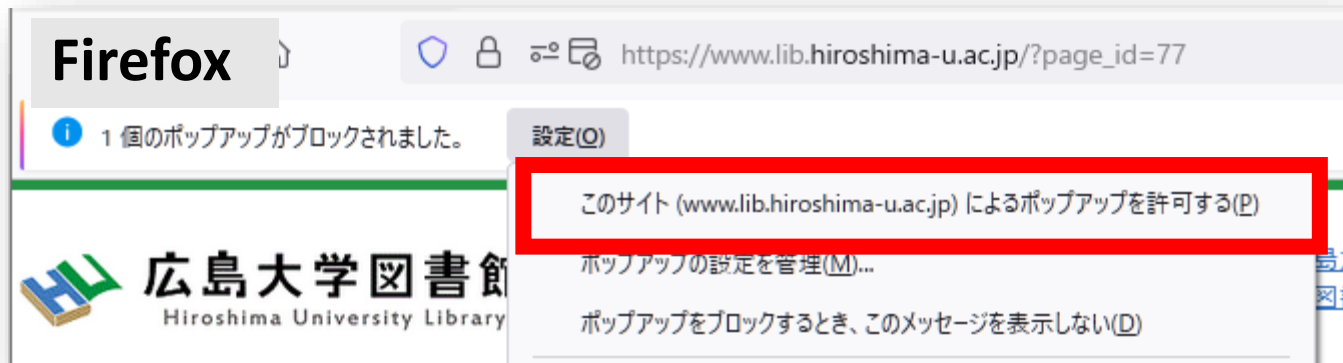 Firefox
https://www.lib.hiroshima-u.ac.jp/?page_id=77
1 個のポップアップがブロックされました。
設定(O)
このサイト (www.lib.hiroshima-u.ac.jp) によるポップアップを許可する(P)
ポップアップの設定を管理(M)...
ポップアップをブロックするとき、このメッセージを表示しない(D)
広島大学図書館
Hiroshima University Library